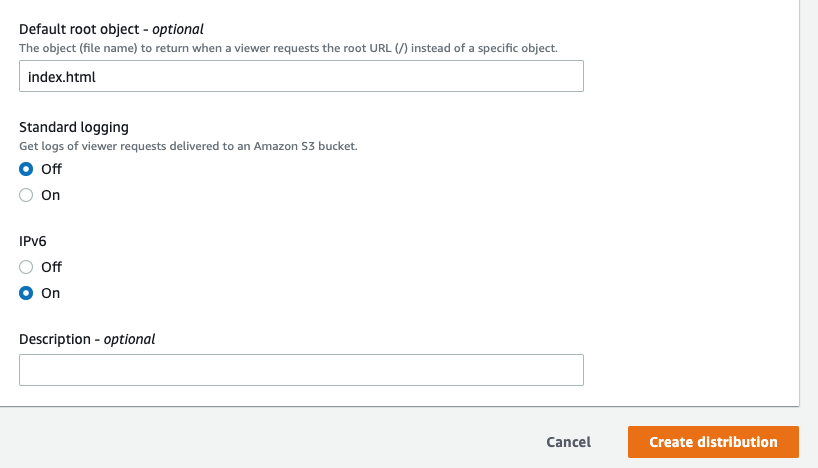 Default root object - optional
The object (file name) to return when a viewer requests the root URL (/) instead of a specific object.
index.html
Standard logging
Get logs of viewer requests delivered to an Amazon S3 bucket.
Off
On
IPv6
Off
On
Description - optional
Cancel
Create distribution